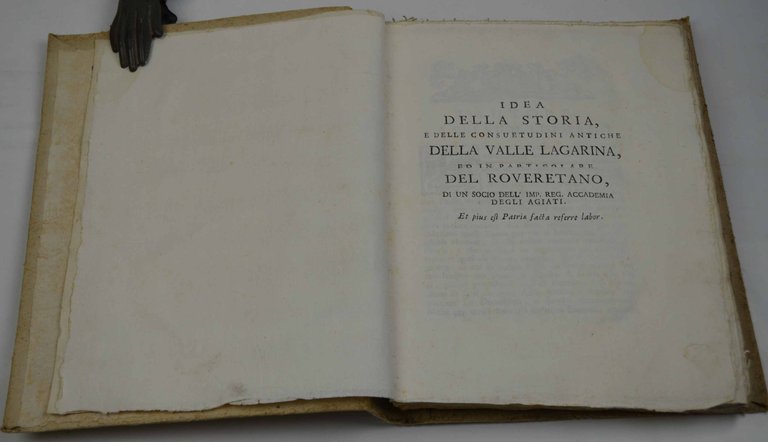 IDEA
DELLA STORIA,
E DELLE CONSUETUDINI ANTICHE
DELLA VALLE LAGARINA,
ED IN PARTICOLARE
DEL ROVERETANO,
DI UN SOCIO DELL' IMP. REG. ACCADEMIA
DEGLI AGIATI.
Et pius est Patria facta referre labor.